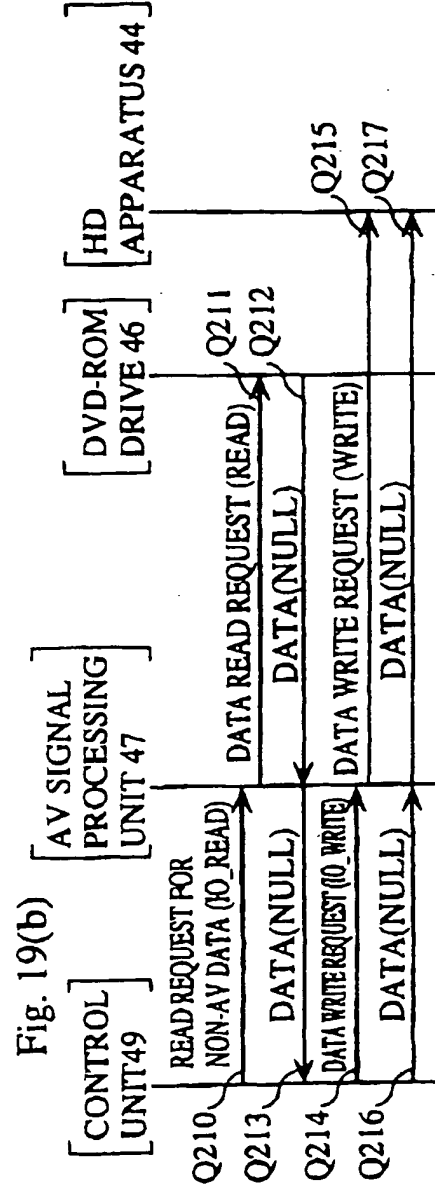 Fig. 19(b)
CONTROL
UNIT49
AV SIGNAL
PROCESSING
UNIT 47
DVD-ROM
DRIVE 46
HD
APPARATUS 44
READ REQUEST FOR
NON-AV DATA (IO_READ)
Q210
DATA READ REQUEST (READ)
Q211
DATA(NULL)
Q212
DATA(NULL)
Q213
DATA WRITE REQUEST (IO_WRITE)
Q214
DATA WRITE REQUEST (WRITE)
Q215
DATA(NULL)
Q216
DATA(NULL)
Q217